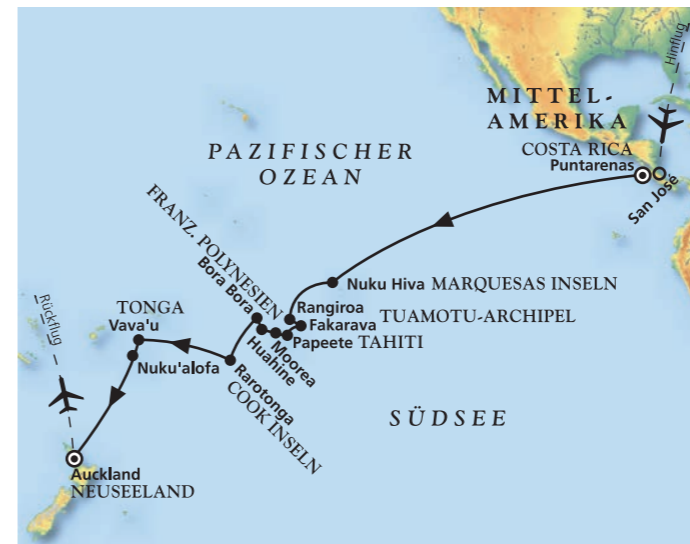 Hinflug
MITTEL-
AMERIKA
COSTA RICA
Puntarenas
San Jose
PAZIFISCHER
OZEAN
FRANZ. POLYNESIEN
Bora Bora
Nuku Hiva MARQUESAS INSELN
Rangiroa
TUAMOTU-ARCHIPEL
Fakarava
Papeete TAHITI
Moorea
Huahine
Rückflug
TONGA
Vava'u
Nuku'alofa
Rarotonga
COOK INSELN
SÜDSEE
Auckland
NEUSEELAND